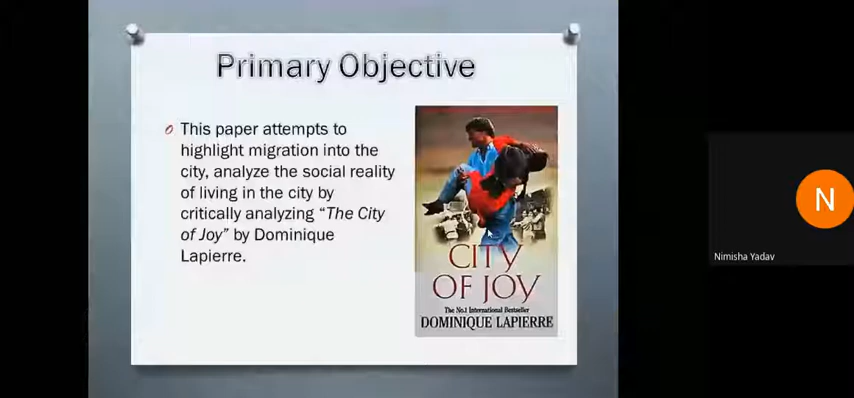 Primary Objective
This paper attempts to
highlight migration into the
city, analyze the social reality
of living in the city by
critically analyzing “The City
of Joy” by Dominique
Lapierre.
CITY
OF JOY
The No.1 International Bestseller
DOMINIQUE LAPIERRE
N
Nimisha Yadav